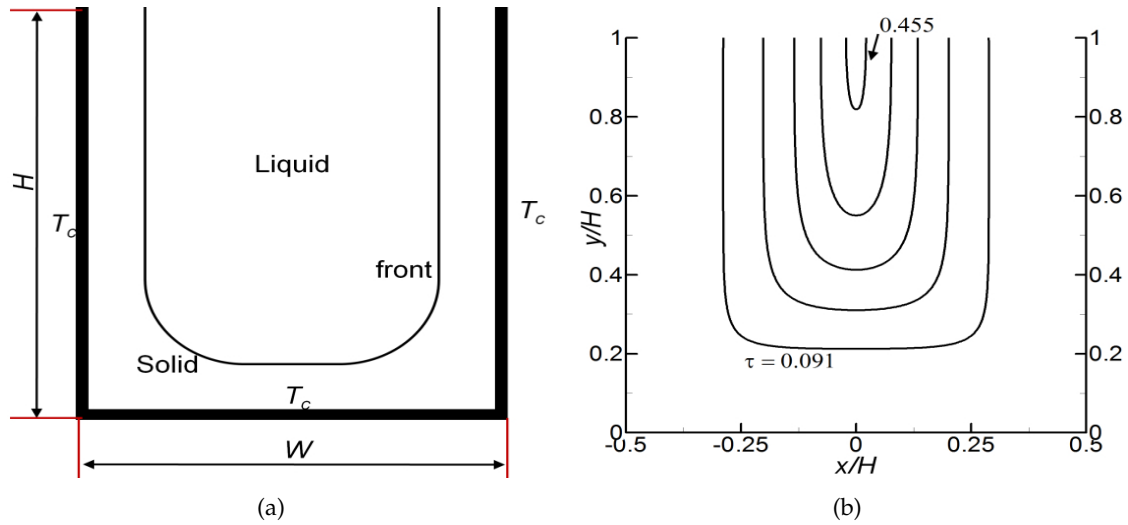 H
T_c
Liquid
T_c
front
Solid
T_c
W
(a)
0.455
1
0.8
0.6
0.4
0.2
0
y/H
τ = 0.091
1
0.8
0.6
0.4
0.2
0
-0.5
-0.25
0
0.25
0.5
x/H
(b)